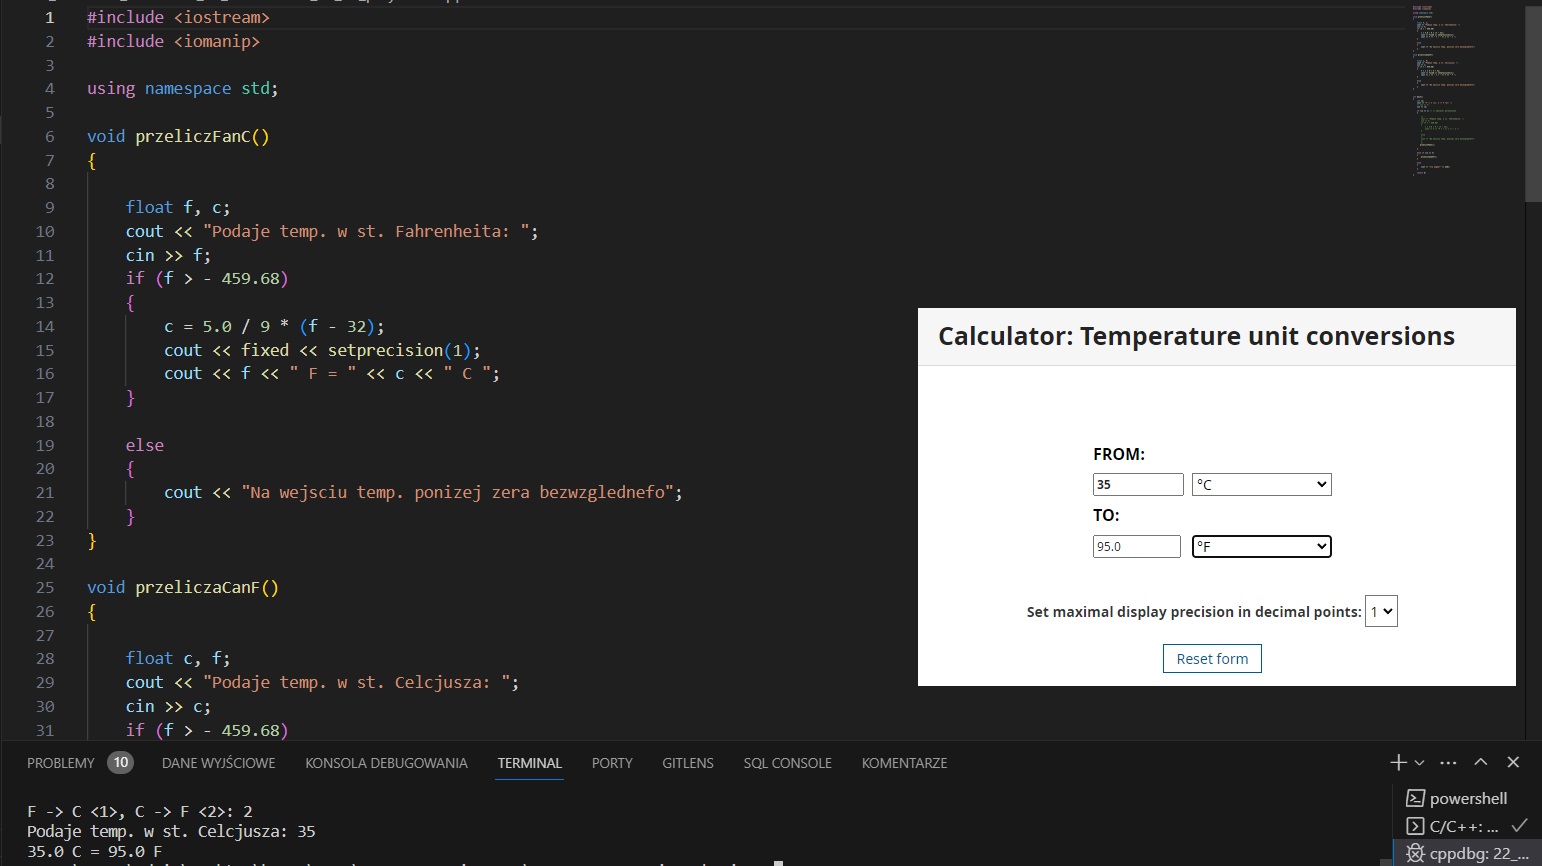 1 #include <iostream>
2 #include <iomanip>
3
4 using namespace std;
5
6 void przeliczFanC()
7 {
8
9 float f, c;
10 cout << "Podaje temp. w st. Fahrenheita: ";
11 cin >> f;
12 if (f > - 459.68)
13 {
14 c = 5.0 / 9 * (f - 32);
15 cout << fixed << setprecision(1);
16 cout << f << " F = " << c << " C ";
17 }
18
19 else
20 {
21 cout << "Na wejsciu temp. ponizej zera bezwzglednefo";
22 }
23 }
24
25 void przeliczaCanF()
26 {
27
28 float c, f;
29 cout << "Podaje temp. w st. Celcjusza: ";
30 cin >> c;
31 if (f > - 459.68)
Calculator: Temperature unit conversions
FROM:
35 °C
TO:
95.0 °F
Set maximal display precision in decimal points: 1
Reset form
PROBLEMY 10 DANE WYJŚCIOWE KONSOLA DEBUGOWANIA TERMINAL PORTY GITLENS SQL CONSOLE KOMENTARZE
F -> C <1>, C -> F <2>: 2
Podaje temp. w st. Celcjusza: 35
35.0 C = 95.0 F
powershell
C/C++: ...
cppdbg: 22_...